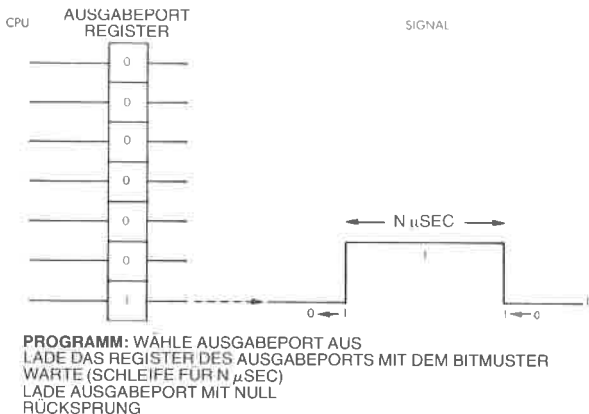 CPU
AUSGABEPORT
REGISTER
SIGNAL
0
0
0
0
0
0
1
N µSEC
1
0 1
1 0
PROGRAMM: WÄHLE AUSGABEPORT AUS
LADE DAS REGISTER DES AUSGABEPORTS MIT DEM BITMUSTER
WARTE (SCHLEIFE FÜR N µSEC)
LADE AUSGABEPORT MIT NULL
RÜCKSPRUNG